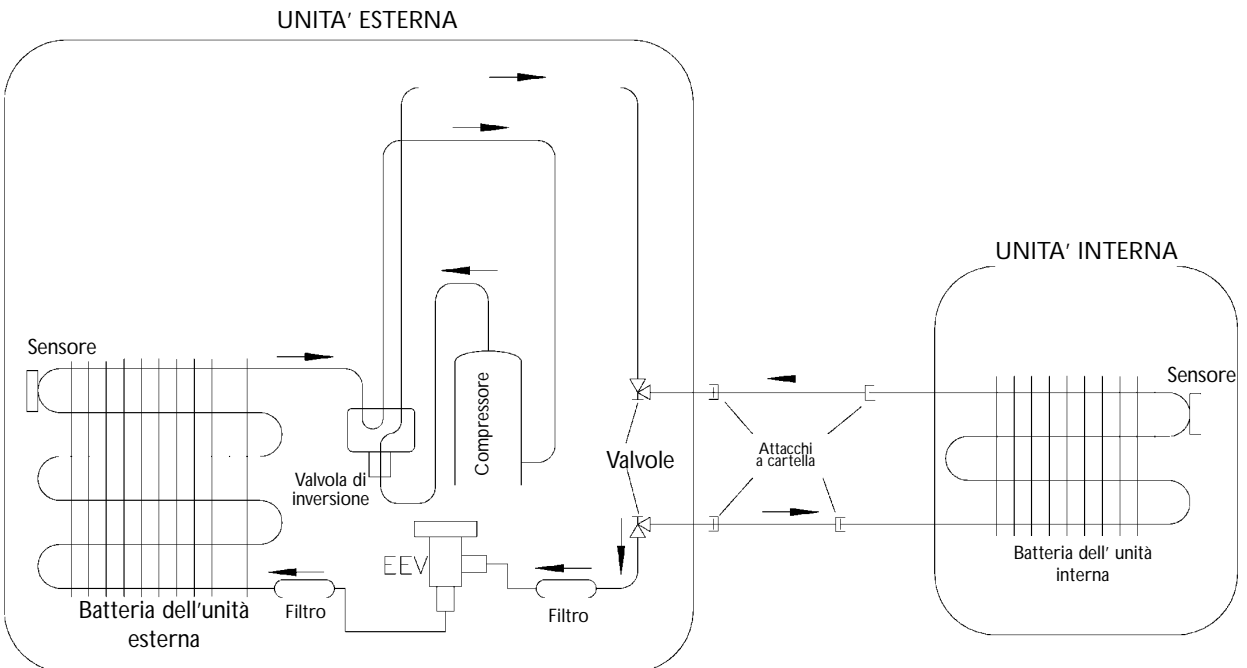 UNITA' ESTERNA
UNITA' INTERNA
Sensore
Sensore
Compressore
Valvola di
inversione
Valvole
Attacchi
a cartella
EEV
Filtro
Filtro
Batteria dell'unità
esterna
Batteria dell' unità
interna